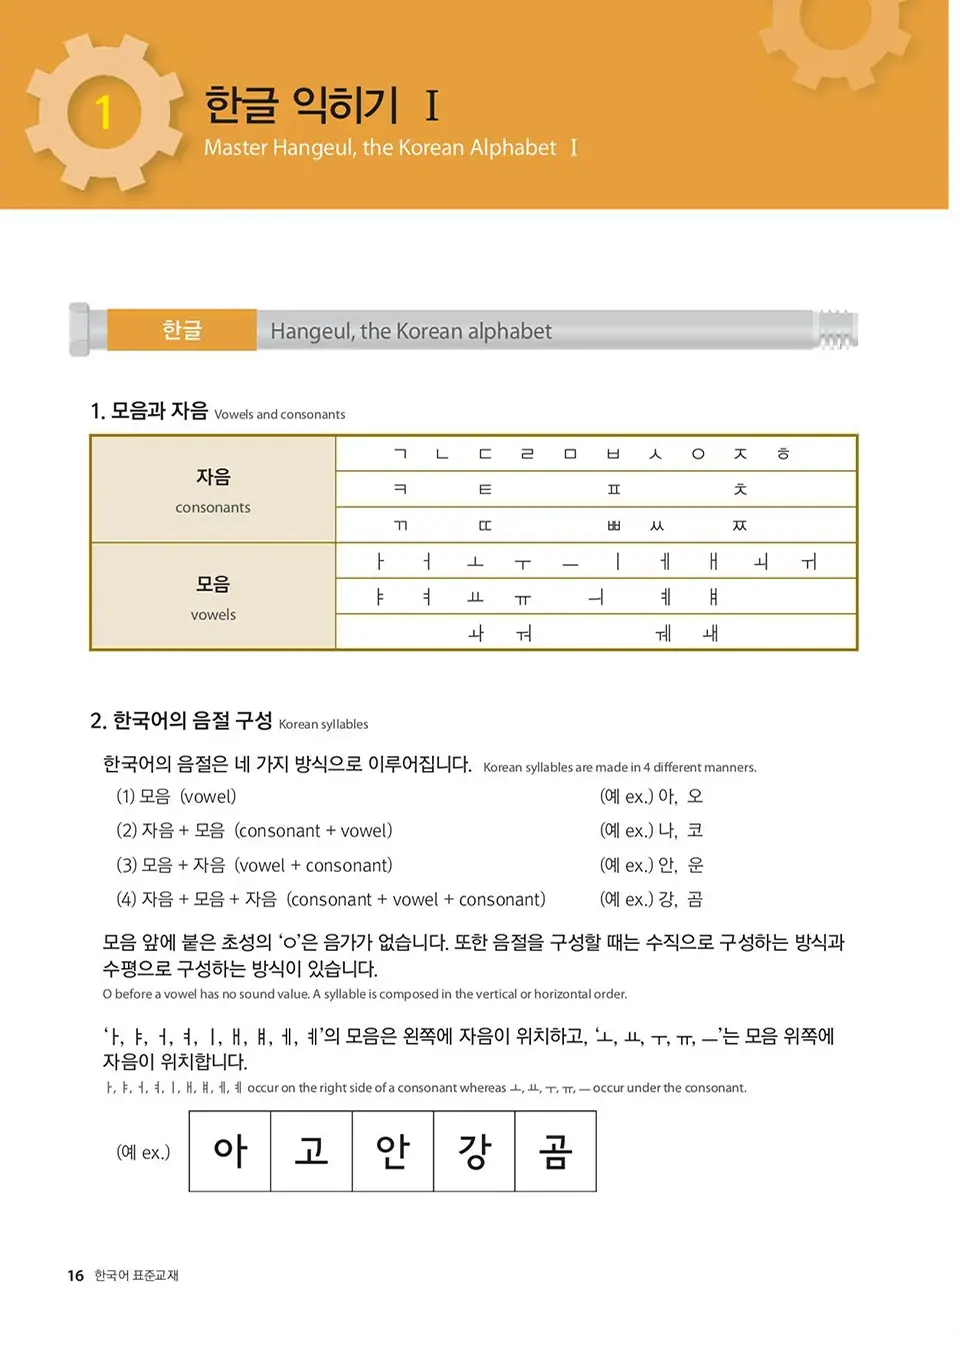 1
한글 익히기 Ⅰ
Master Hangeul, the Korean Alphabet Ⅰ
한글 Hangeul, the Korean alphabet
1. 모음과 자음 Vowels and consonants
자음
consonants
ㄱ ㄴ ㄷ ㄹ ㅁ ㅂ ㅅ ㅇ ㅈ ㅎ
ㅋ ㅌ ㅍ ㅊ
ㄲ ㄸ ㅃ ㅆ ㅉ
모음
vowels
ㅏ ㅓ ㅗ ㅜ ㅡ ㅣ ㅔ ㅐ ㅚ ㅟ
ㅑ ㅕ ㅛ ㅠ ㅢ ㅖ ㅒ
ㅘ ㅝ ㅞ ㅙ
2. 한국어의 음절 구성 Korean syllables
한국어의 음절은 네 가지 방식으로 이루어집니다. Korean syllables are made in 4 different manners.
(1) 모음 (vowel) (예 ex.) 아, 오
(2) 자음 + 모음 (consonant + vowel) (예 ex.) 나, 코
(3) 모음 + 자음 (vowel + consonant) (예 ex.) 안, 운
(4) 자음 + 모음 + 자음 (consonant + vowel + consonant) (예 ex.) 강, 곰
모음 앞에 붙은 초성의 ‘ㅇ’은 음가가 없습니다. 또한 음절을 구성할 때는 수직으로 구성하는 방식과
수평으로 구성하는 방식이 있습니다.
O before a vowel has no sound value. A syllable is composed in the vertical or horizontal order.
‘ㅏ, ㅑ, ㅓ, ㅕ, ㅣ, ㅐ, ㅒ, ㅔ, ㅖ’의 모음은 왼쪽에 자음이 위치하고, ‘ㅗ, ㅛ, ㅜ, ㅠ, ㅡ’는 모음 위쪽에
자음이 위치합니다.
ㅏ, ㅑ, ㅓ, ㅕ, ㅣ, ㅐ, ㅒ, ㅔ, ㅖ occur on the right side of a consonant whereas ㅗ, ㅛ, ㅜ, ㅠ, ㅡ occur under the consonant.
(예 ex.) 아 고 안 강 곰
16 한국어 표준교재